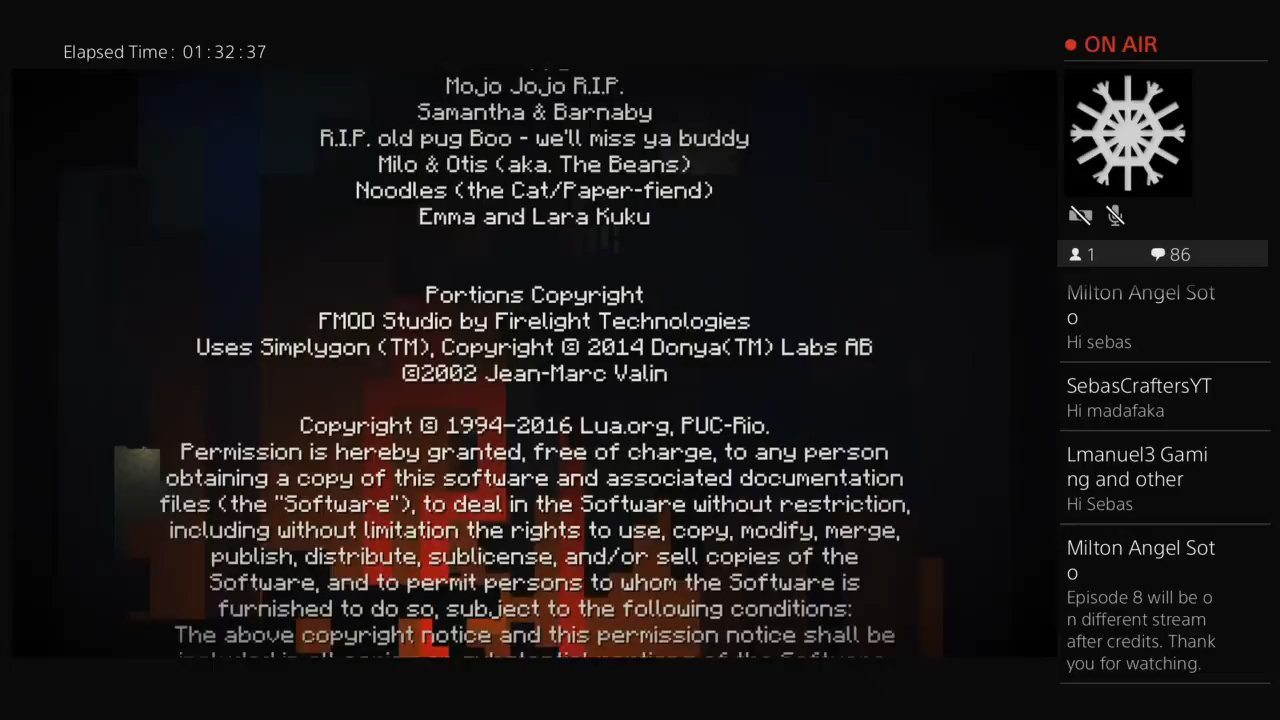 Elapsed Time: 01:32:37
ON AIR
Mojo Jojo R.I.P.
Samantha & Barnaby
R.I.P. old pug Boo - we'll miss ya buddy
Milo & Otis (aka. The Beans)
Noodles (the Cat/Paper-fiend)
Emma and Lara Kuku
Portions Copyright
FMOD Studio by Firelight Technologies
Uses Simplygon (TM), Copyright © 2014 Donya(TM) Labs AB
©2002 Jean-Marc Valin
Copyright © 1994-2016 Lua.org, PUC-Rio.
Permission is hereby granted, free of charge, to any person
obtaining a copy of this software and associated documentation
files (the "Software"), to deal in the Software without restriction,
including without limitation the rights to use, copy, modify, merge,
publish, distribute, sublicense, and/or sell copies of the
Software, and to permit persons to whom the Software is
furnished to do so, subject to the following conditions:
The above copyright notice and this permission notice shall be
1
86
Milton Angel Sot
o
Hi sebas
SebasCraftersYT
Hi madafaka
Lmanuel3 Gami
ng and other
Hi Sebas
Milton Angel Sot
o
Episode 8 will be o
n different stream
after credits. Thank
you for watching.